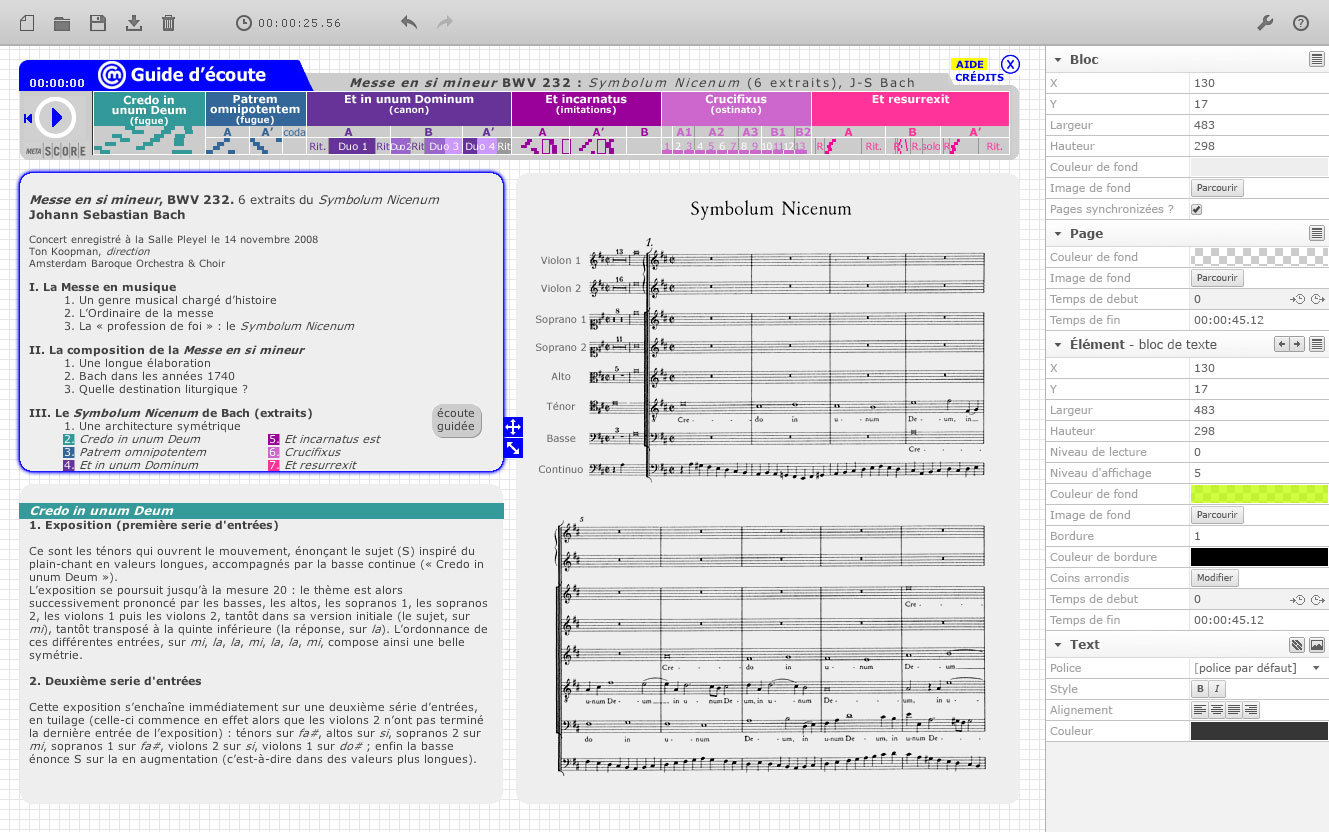 00:00:25.56
00:00:00
Guide d'écoute
Messe en si mineur BWV 232 : Symbolum Nicenum (6 extraits), J-S Bach
AIDE
CRÉDITS
X
Credo in
unum Deum
(fugue)
Patrem
omnipotentem
(fugue)
Et in unum Dominum
(canon)
Et incarnatus
(imitations)
Crucifixus
(ostinato)
Et resurrexit
A A' coda A B A' A A' B A1 A2 A3 B1 B2 A B A'
Rit. Duo 1 Rit Duo2 Rit Duo 3 Duo 4 Rit 1 2 3 4 5 6 7 8 9 10 11 12 13 R Rit. R R.solo R Rit.
META SCORE
Messe en si mineur, BWV 232. 6 extraits du Symbolum Nicenum
Johann Sebastian Bach
Concert enregistré à la Salle Pleyel le 14 novembre 2008
Ton Koopman, direction
Amsterdam Baroque Orchestra & Choir
I. La Messe en musique
1. Un genre musical chargé d'histoire
2. L'Ordinaire de la messe
3. La « profession de foi » : le Symbolum Nicenum
II. La composition de la Messe en si mineur
1. Une longue élaboration
2. Bach dans les années 1740
3. Quelle destination liturgique ?
III. Le Symbolum Nicenum de Bach (extraits)
1. Une architecture symétrique
2. Credo in unum Deum
3. Patrem omnipotentem
4. Et in unum Dominum
5. Et incarnatus est
6. Crucifixus
7. Et resurrexit
écoute
guidée
Credo in unum Deum
1. Exposition (première serie d'entrées)
Ce sont les ténors qui ouvrent le mouvement, énonçant le sujet (S) inspiré du
plain-chant en valeurs longues, accompagnés par la basse continue (« Credo in
unum Deum »).
L'exposition se poursuit jusqu'à la mesure 20 : le thème est alors
successivement prononcé par les basses, les altos, les sopranos 1, les sopranos
2, les violons 1 puis les violons 2, tantôt dans sa version initiale (le sujet, sur
mi), tantôt transposé à la quinte inférieure (la réponse, sur la). L'ordonnance de
ces différentes entrées, sur mi, la, la, mi, la, la, mi, compose ainsi une belle
symétrie.
2. Deuxième serie d'entrées
Cette exposition s'enchaîne immédiatement sur une deuxième série d'entrées,
en tuilage (celle-ci commence en effet alors que les violons 2 n'ont pas terminé
la dernière entrée de l'exposition) : ténors sur fa#, altos sur si, sopranos 2 sur
mi, sopranos 1 sur fa#, violons 2 sur si, violons 1 sur do# ; enfin la basse
énonce S sur la en augmentation (c'est-à-dire dans des valeurs plus longues).
Symbolum Nicenum
1.
Violon 1
13
Violon 2
16
Soprano 1
8
Soprano 2
11
Alto
5
Ténor
Cre - do in u - num De - um, in
Basse
3
Cre -
Continuo
5
Cre -
Cre - do in u - num De - um
u-num De - um in u - num De - um, in u - num De - um,
do in u - num De - um, in u-num De - um, in u-num De -
Bloc
X 130
Y 17
Largeur 483
Hauteur 298
Couleur de fond
Image de fond Parcourir
Pages synchronizées ?
Page
Couleur de fond
Image de fond Parcourir
Temps de debut 0
Temps de fin 00:00:45.12
Élément - bloc de texte
X 130
Y 17
Largeur 483
Hauteur 298
Niveau de lecture 0
Niveau d'affichage 5
Couleur de fond
Image de fond Parcourir
Bordure 1
Couleur de bordure
Coins arrondis Modifier
Temps de debut 0
Temps de fin 00:00:45.12
Text
Police [police par défaut]
Style B I
Alignement
Couleur